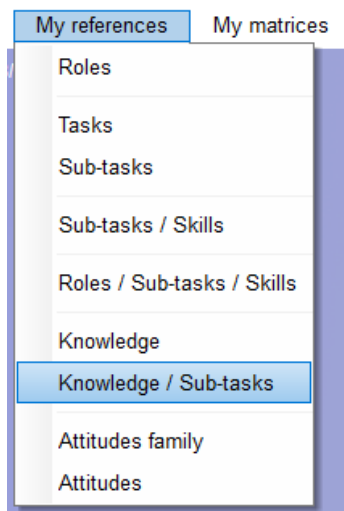 My references My matrices
Roles
Tasks
Sub-tasks
Sub-tasks / Skills
Roles / Sub-tasks / Skills
Knowledge
Knowledge / Sub-tasks
Attitudes family
Attitudes